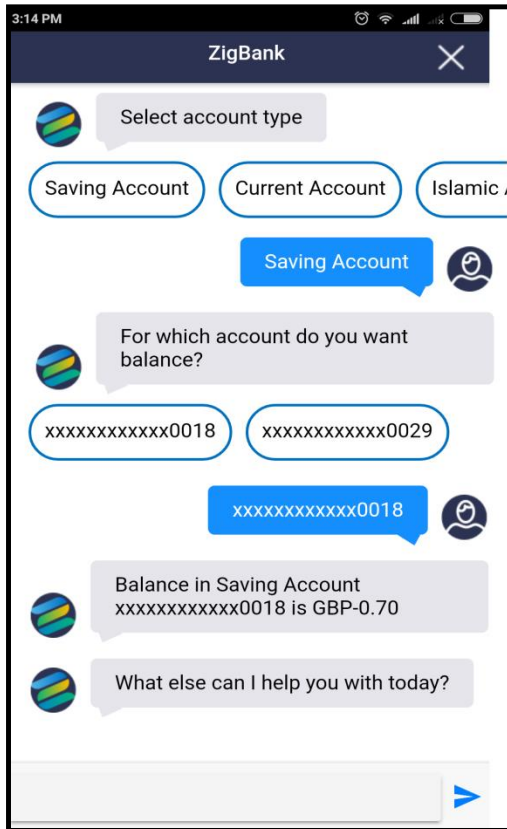 3:14 PM
ZigBank
Select account type
Saving Account Current Account Islamic
Saving Account
For which account do you want
balance?
xxxxxxxxxxxx0018 xxxxxxxxxxxx0029
xxxxxxxxxxxx0018
Balance in Saving Account
xxxxxxxxxxxx0018 is GBP-0.70
What else can I help you with today?